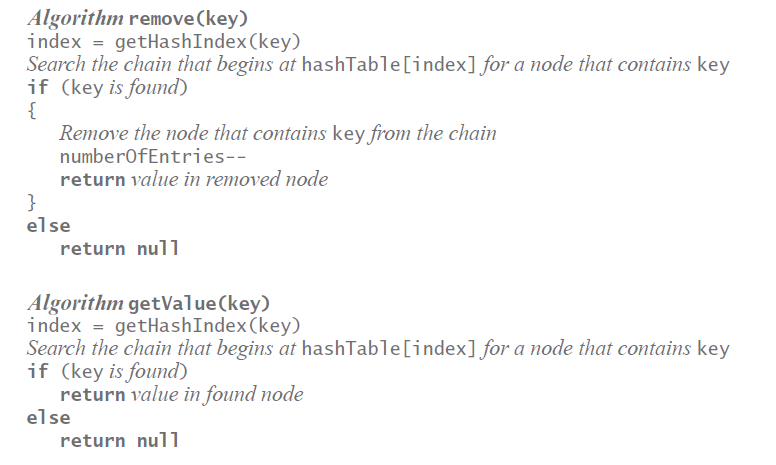 Algorithm remove(key)
index = getHashIndex(key)
Search the chain that begins at hashTable[index] for a node that contains key
if (key is found)
{
Remove the node that contains key from the chain
numberOfEntries--
return value in removed node
}
else
return null
Algorithm getValue(key)
index = getHashIndex(key)
Search the chain that begins at hashTable[index] for a node that contains key
if (key is found)
return value in found node
else
return null